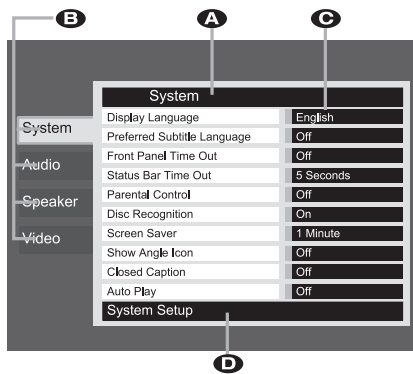 B A C
System
System
Audio
Speaker
Video
Display Language English
Preferred Subtitle Language Off
Front Panel Time Out Off
Status Bar Time Out 5 Seconds
Parental Control Off
Disc Recognition On
Screen Saver 1 Minute
Show Angle Icon Off
Closed Caption Off
Auto Play Off
System Setup
D